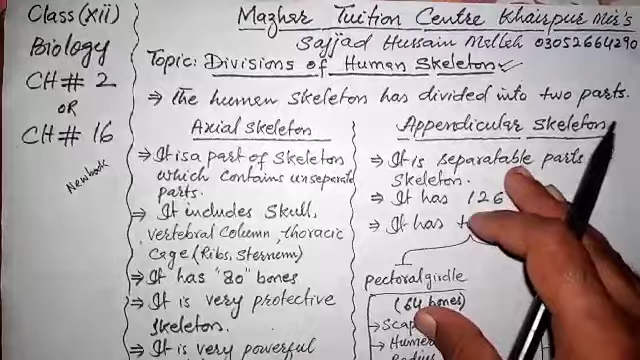 Class (xii)
Biology
CH# 2
OR
CH# 16
Newbook
Mazhar Tuition Centre Khairpur Mir's
Sajjad Hussain Melleh 03052664290
Topic: Divisions of Human Skeleton
⇒ The human skeleton has divided into two parts.
Axial Skeleton
⇒ It is a part of skeleton
which contains unseparate
parts.
⇒ It includes Skull,
vertebral column, thoracic
cage (Ribs, Sternum)
⇒ It has "80" bones
⇒ It is very protective
skeleton.
⇒ It is very powerful
Appendicular Skeleton
⇒ It is separatable parts
skeleton.
⇒ It has 126
⇒ It has
pectoral girdle
(64 bones)